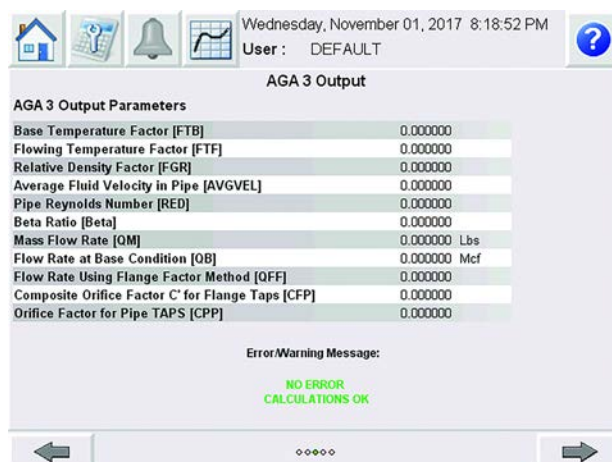 Wednesday, November 01, 2017 8:18:52 PM
User : DEFAULT
?
AGA 3 Output
AGA 3 Output Parameters
Base Temperature Factor [FTB] 0.000000
Flowing Temperature Factor [FTF] 0.000000
Relative Density Factor [FGR] 0.000000
Average Fluid Velocity in Pipe [AVGVEL] 0.000000
Pipe Reynolds Number [RED] 0.000000
Beta Ratio [Beta] 0.000000
Mass Flow Rate [QM] 0.000000 Lbs
Flow Rate at Base Condition [QB] 0.000000 Mcf
Flow Rate Using Flange Factor Method [QFF] 0.000000
Composite Orifice Factor C' for Flange Taps [CFP] 0.000000
Orifice Factor for Pipe TAPS [CPP] 0.000000
Error/Warning Message:
NO ERROR
CALCULATIONS OK